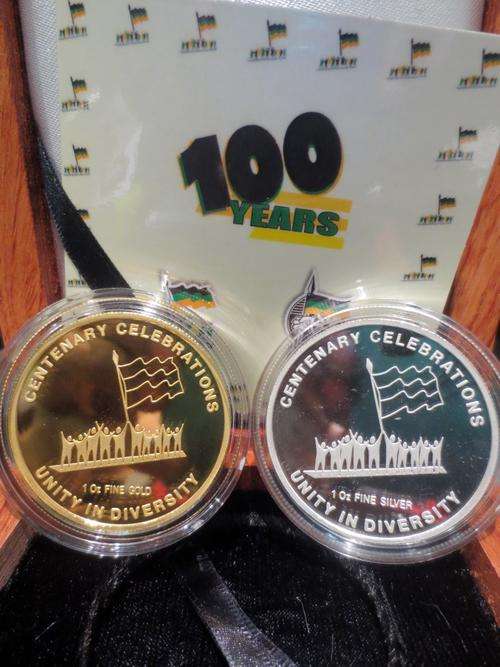 100
YEARS
CENTENARY CELEBRATIONS
1 Oz FINE GOLD
UNITY IN DIVERSITY
CENTENARY CELEBRATIONS
1 Oz FINE SILVER
UNITY IN DIVERSITY